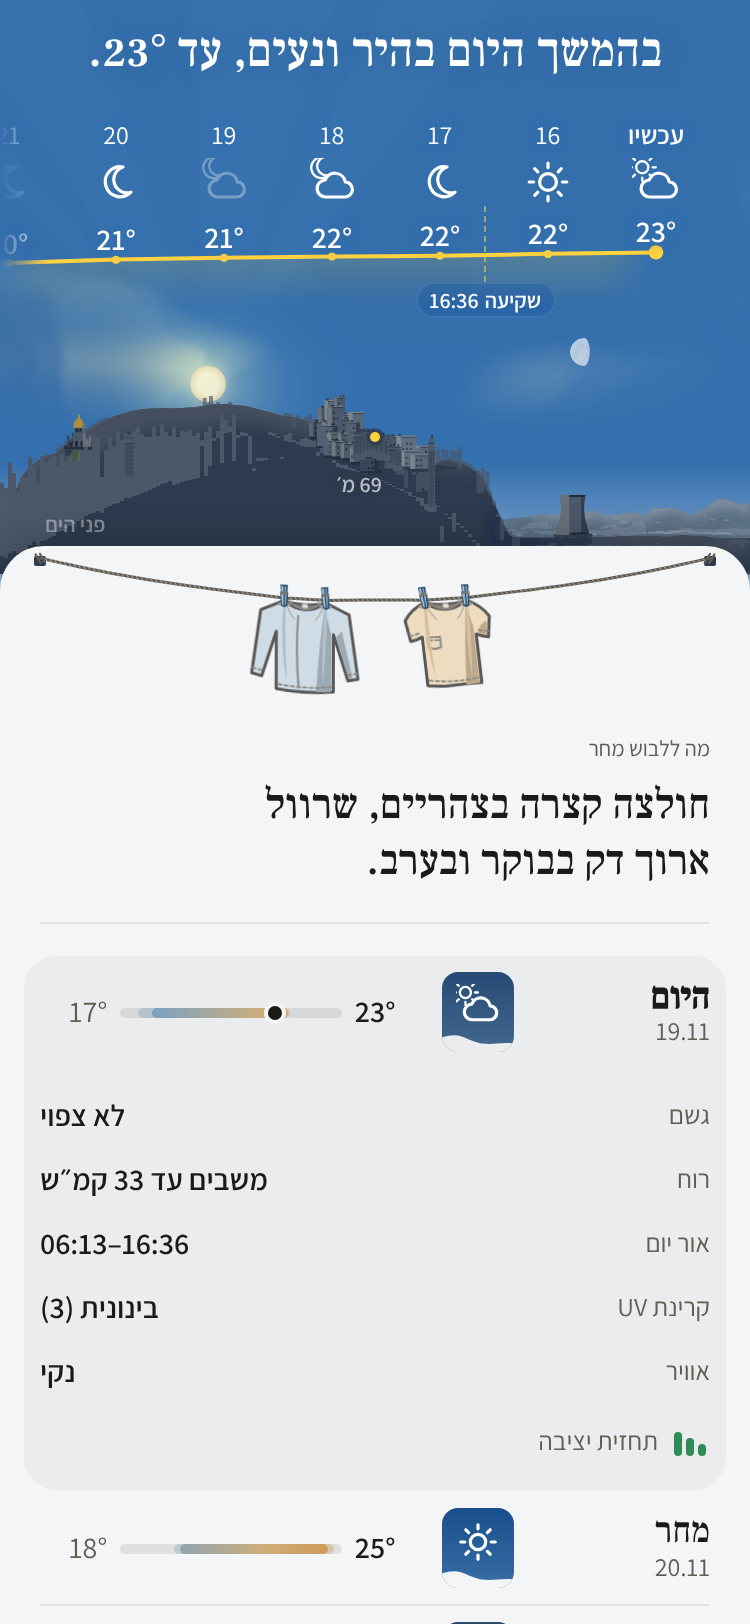 בהמשך היום בהיר ונעים, עד 23°.
עכשיו 16 17 18 19 20 21
23° 22° 22° 22° 21° 21°
שקיעה 16:36
69 מ׳
פני הים
מה ללבוש מחר
חולצה קצרה בצהריים, שרוול
ארוך דק בבוקר ובערב.
היום 23° 17°
19.11
גשם לא צפוי
רוח משבים עד 33 קמ״ש
אור יום 06:13–16:36
קרינת UV בינונית (3)
אוויר נקי
תחזית יציבה
מחר 25° 18°
20.11